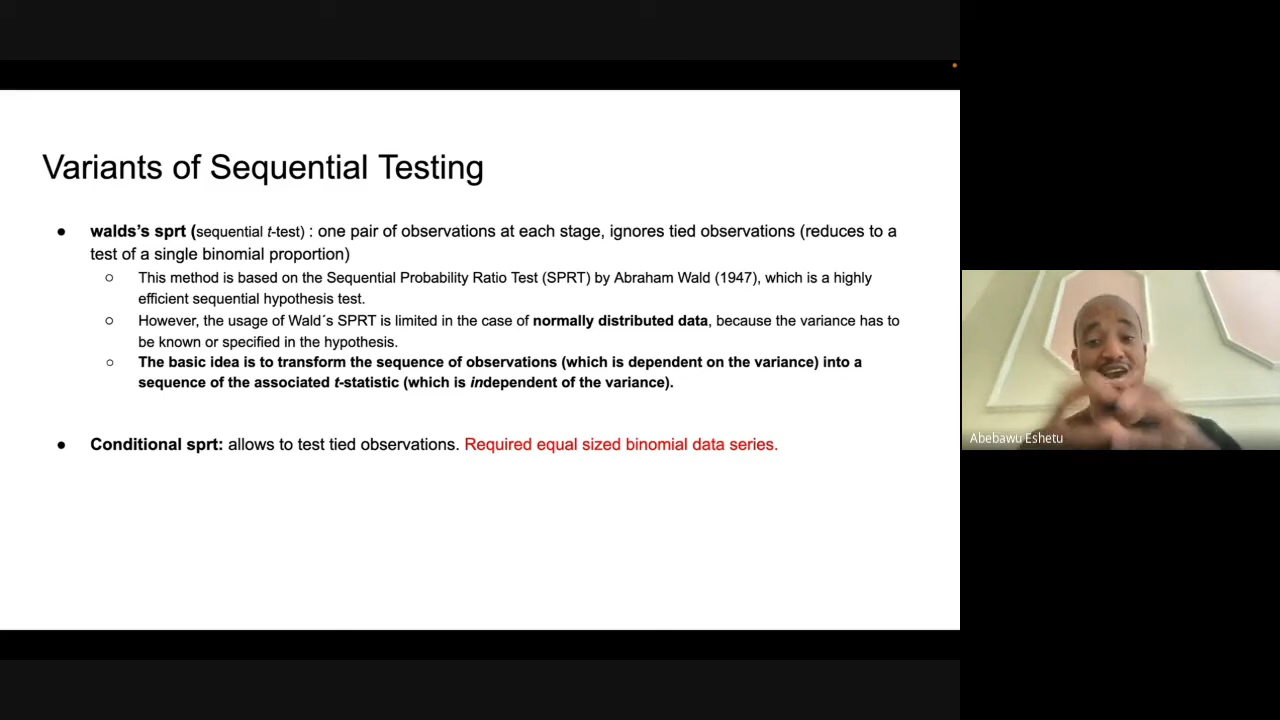 Variants of Sequential Testing
● walds’s sprt (sequential t-test) : one pair of observations at each stage, ignores tied observations (reduces to a
test of a single binomial proportion)
○ This method is based on the Sequential Probability Ratio Test (SPRT) by Abraham Wald (1947), which is a highly
efficient sequential hypothesis test.
○ However, the usage of Wald´s SPRT is limited in the case of normally distributed data, because the variance has to
be known or specified in the hypothesis.
○ The basic idea is to transform the sequence of observations (which is dependent on the variance) into a
sequence of the associated t-statistic (which is independent of the variance).
● Conditional sprt: allows to test tied observations. Required equal sized binomial data series.
Abebawu Eshetu